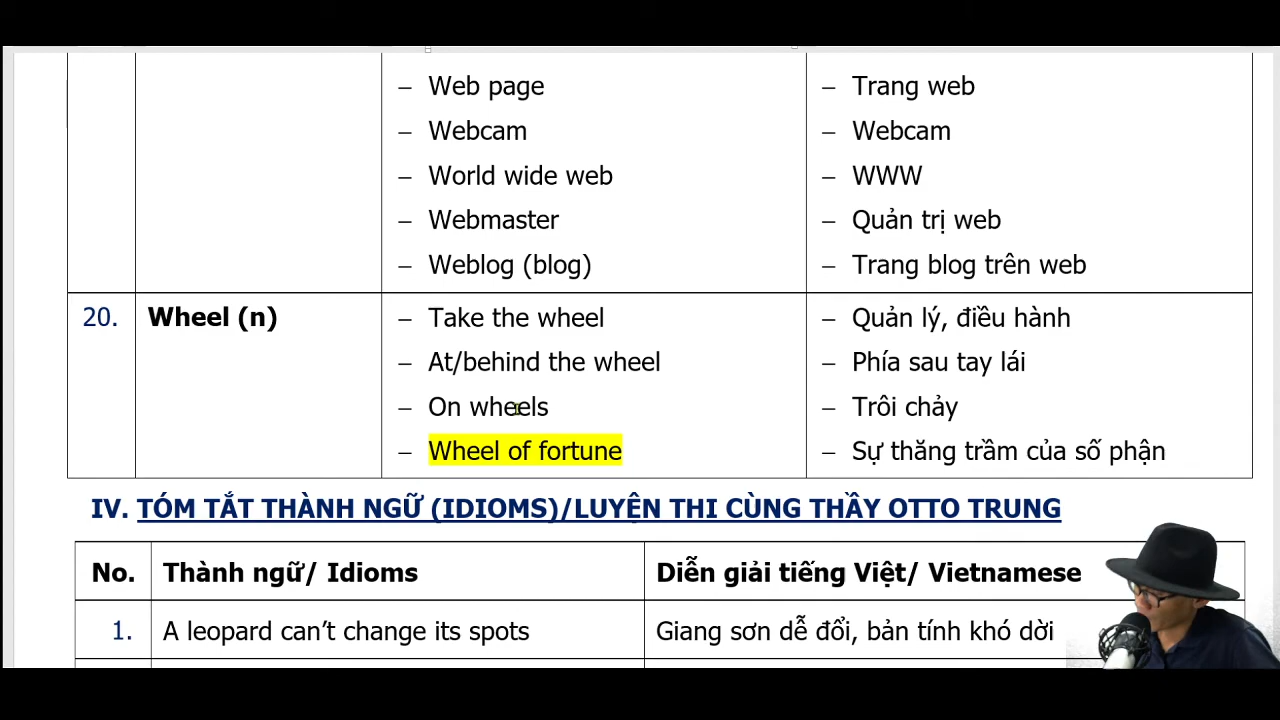 – Web page – Trang web
– Webcam – Webcam
– World wide web – WWW
– Webmaster – Quản trị web
– Weblog (blog) – Trang blog trên web
20. Wheel (n) – Take the wheel – Quản lý, điều hành
– At/behind the wheel – Phía sau tay lái
– On wheels – Trôi chảy
– Wheel of fortune – Sự thăng trầm của số phận
IV. TÓM TẮT THÀNH NGỮ (IDIOMS)/LUYỆN THI CÙNG THẦY OTTO TRUNG
No. Thành ngữ/ Idioms Diễn giải tiếng Việt/ Vietnamese
1. A leopard can’t change its spots Giang sơn dễ đổi, bản tính khó dời